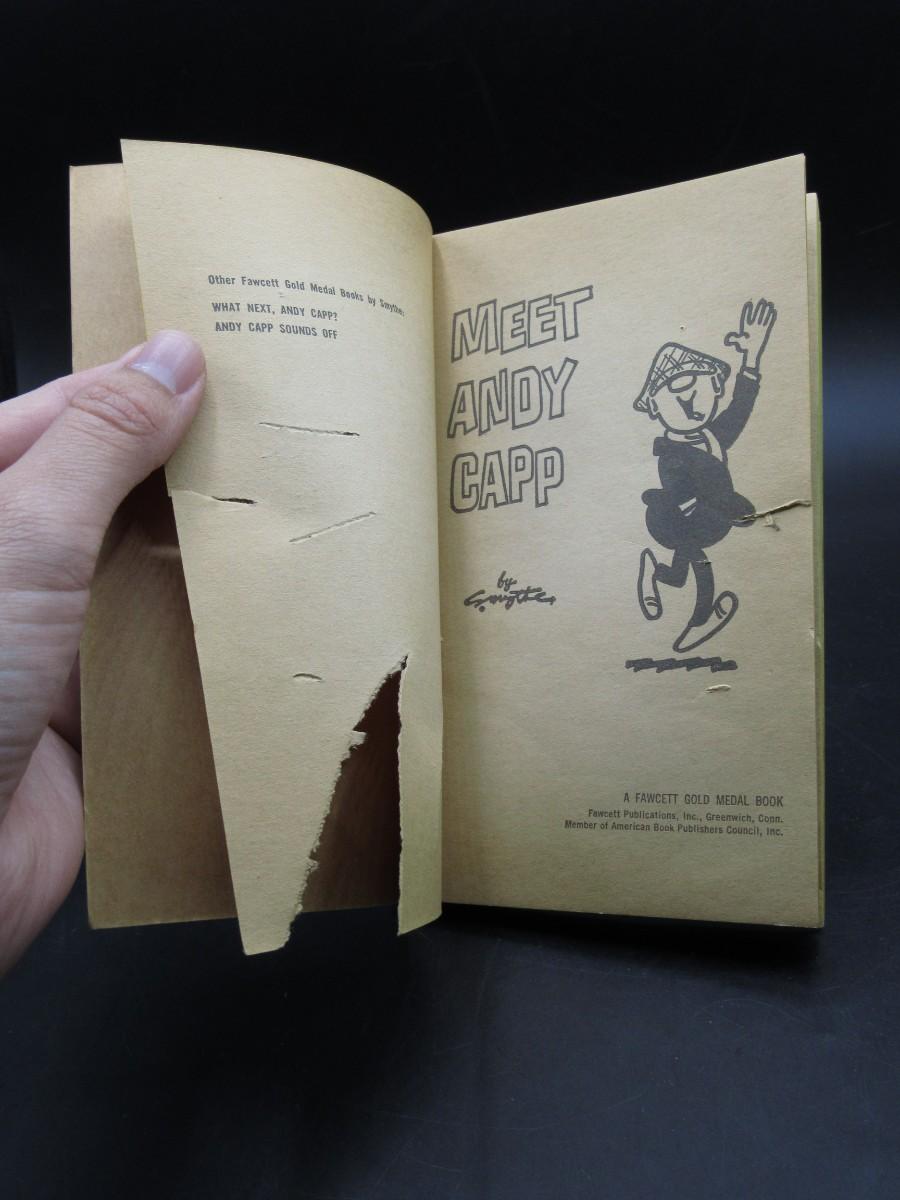 Other Fawcett Gold Medal Books by Smythe:
WHAT NEXT, ANDY CAPP?
ANDY CAPP SOUNDS OFF
MEET
ANDY
CAPP
by
Smythe
A FAWCETT GOLD MEDAL BOOK
Fawcett Publications, Inc., Greenwich, Conn.
Member of American Book Publishers Council, Inc.